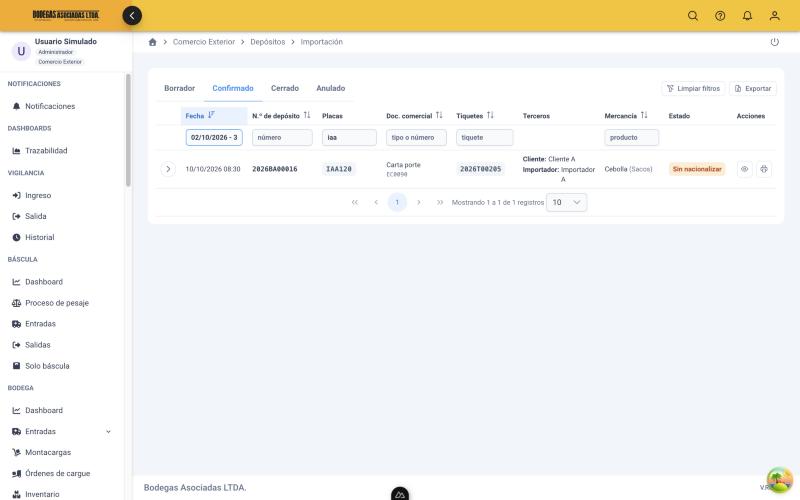 BODEGAS ASOCIADAS LTDA.
U
Usuario Simulado
Administrador
Comercio Exterior
Comercio Exterior
Depósitos
Importación
NOTIFICACIONES
Notificaciones
DASHBOARDS
Trazabilidad
VIGILANCIA
Ingreso
Salida
Historial
BÁSCULA
Dashboard
Proceso de pesaje
Entradas
Salidas
Solo báscula
BODEGA
Dashboard
Entradas
Montacargas
Órdenes de cargue
Inventario
Borrador
Confirmado
Cerrado
Anulado
Limpiar filtros
Exportar
Fecha
N.º de depósito
Placas
Doc. comercial
Tiquetes
Terceros
Mercancía
Estado
Acciones
02/10/2026 - 3
número
iaa
tipo o número
tiquete
producto
10/10/2026 08:30
2026BA00016
IAA120
Carta porte
EC0090
2026T00205
Cliente: Cliente A
Importador: Importador
A
Cebolla (Sacos)
Sin nacionalizar
1
Mostrando 1 a 1 de 1 registros
10
Bodegas Asociadas LTDA.